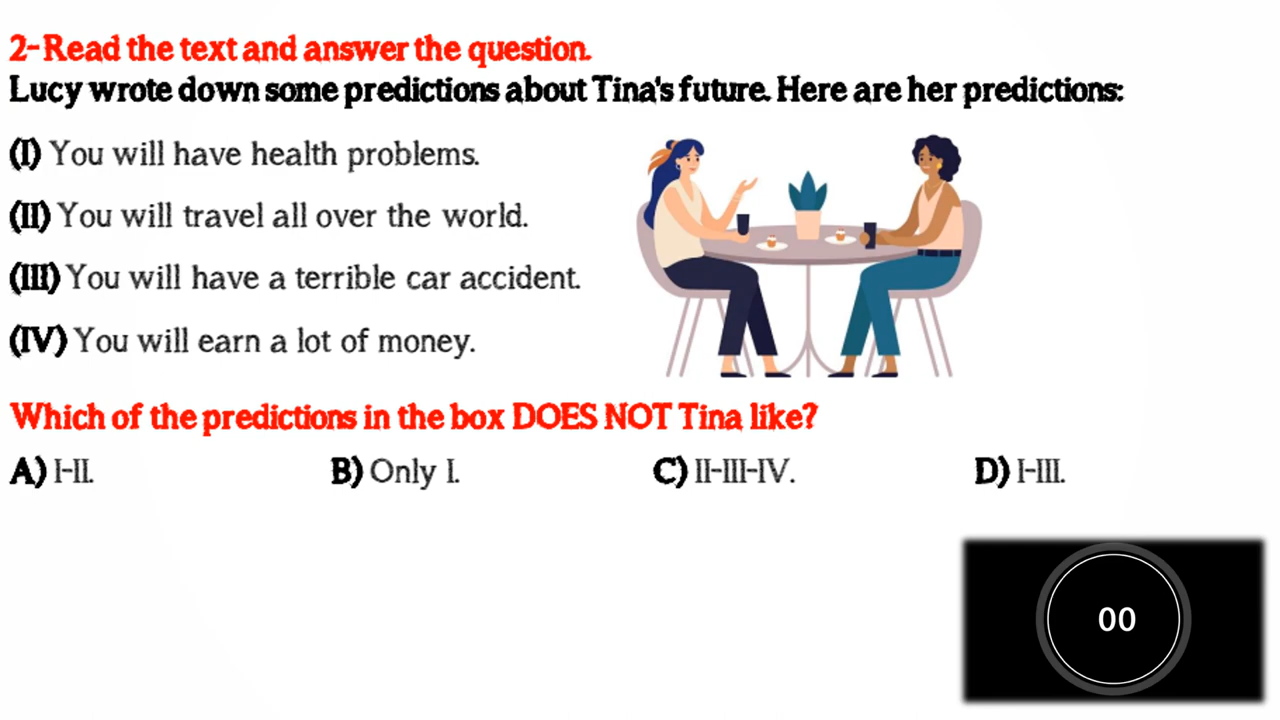 2- Read the text and answer the question.
Lucy wrote down some predictions about Tina's future. Here are her predictions:
(I) You will have health problems.
(II) You will travel all over the world.
(III) You will have a terrible car accident.
(IV) You will earn a lot of money.
Which of the predictions in the box DOES NOT Tina like?
A) I-II. B) Only I. C) II-III-IV. D) I-III.
00